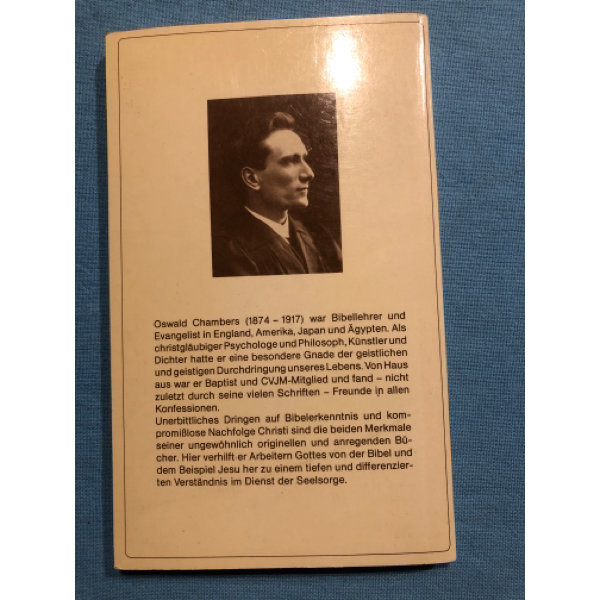 Oswald Chambers (1874 – 1917) war Bibellehrer und
Evangelist in England, Amerika, Japan und Ägypten. Als
christgläubiger Psychologe und Philosoph, Künstler und
Dichter hatte er eine besondere Gnade der geistlichen
und geistigen Durchdringung unseres Lebens. Von Haus
aus war er Baptist und CVJM-Mitglied und fand – nicht
zuletzt durch seine vielen Schriften – Freunde in allen
Konfessionen.
Unerbittliches Dringen auf Bibelerkenntnis und kom-
promißlose Nachfolge Christi sind die beiden Merkmale
seiner ungewöhnlich originellen und anregenden Bü-
cher. Hier verhilft er Arbeitern Gottes von der Bibel und
dem Beispiel Jesu her zu einem tiefen und differenzier-
ten Verständnis im Dienst der Seelsorge.